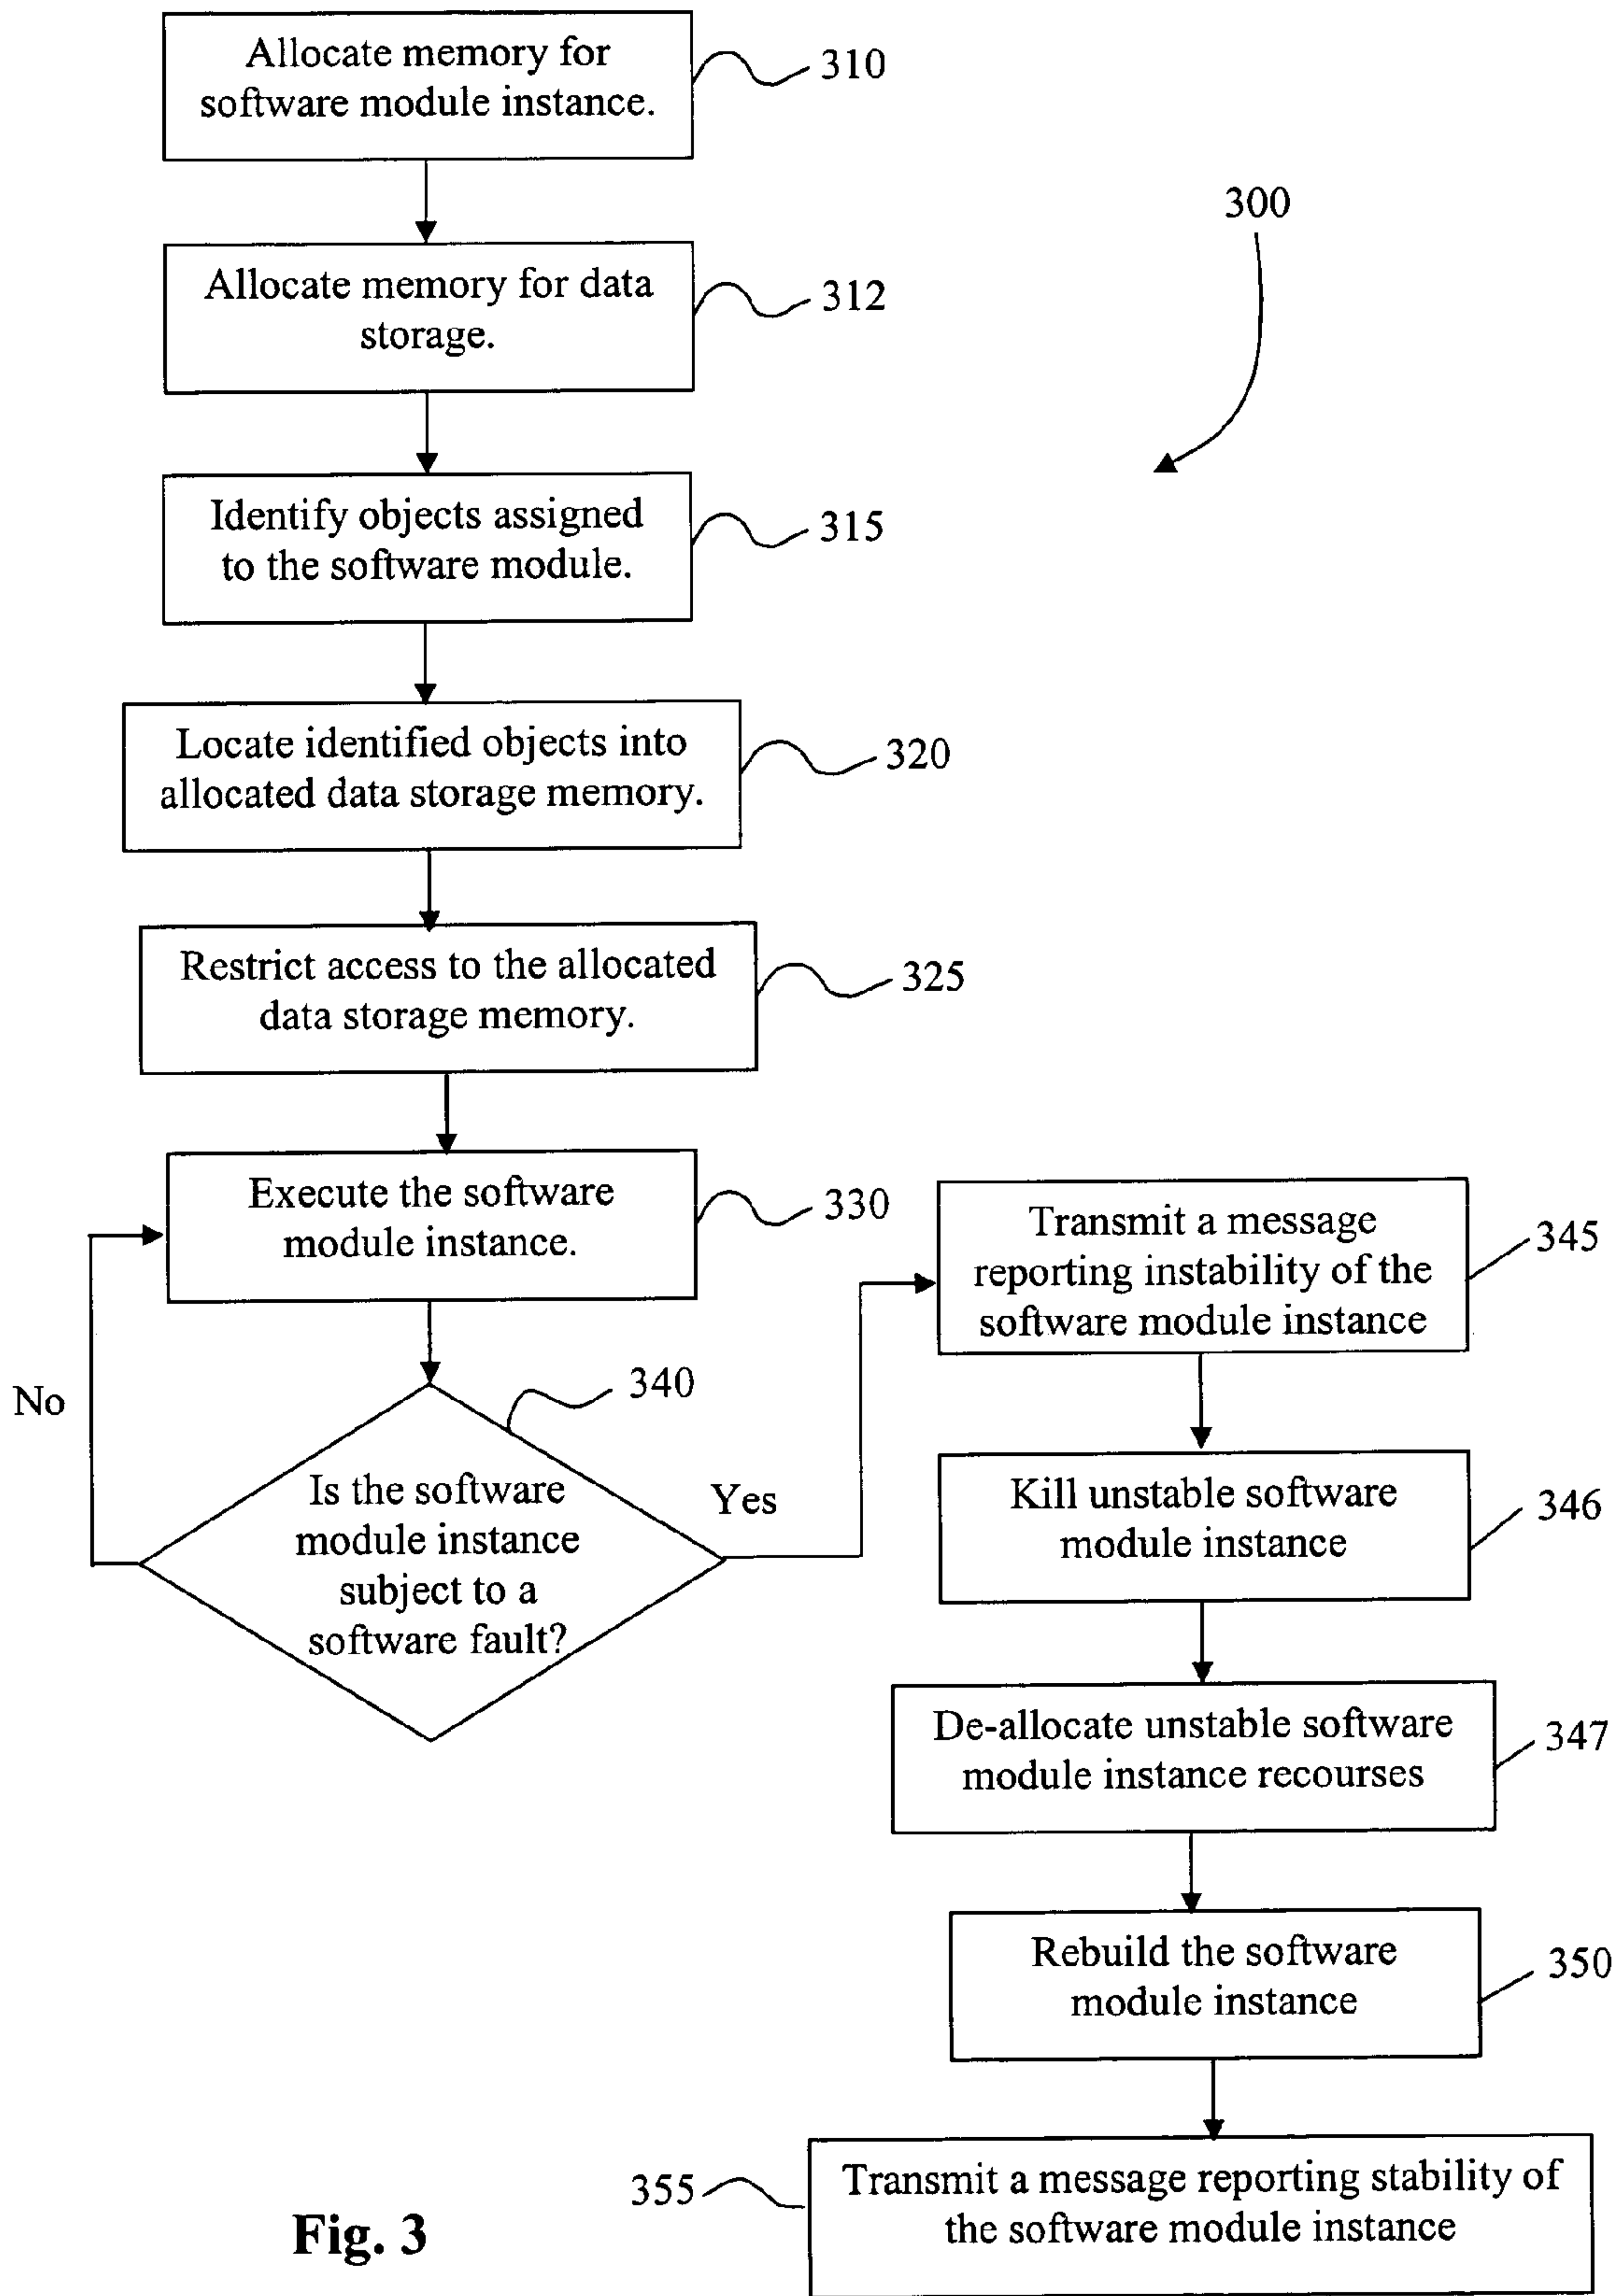 Allocate memory for
software module instance.
310
300
Allocate memory for data
storage.
312
Identify objects assigned
to the software module.
315
Locate identified objects into
allocated data storage memory.
320
Restrict access to the allocated
data storage memory.
325
Execute the software
module instance.
330
No
340
Is the software
module instance
subject to a
software fault?
Yes
Transmit a message
reporting instability of the
software module instance
345
Kill unstable software
module instance
346
De-allocate unstable software
module instance recourses
347
Rebuild the software
module instance
350
355
Transmit a message reporting stability of
the software module instance
Fig. 3